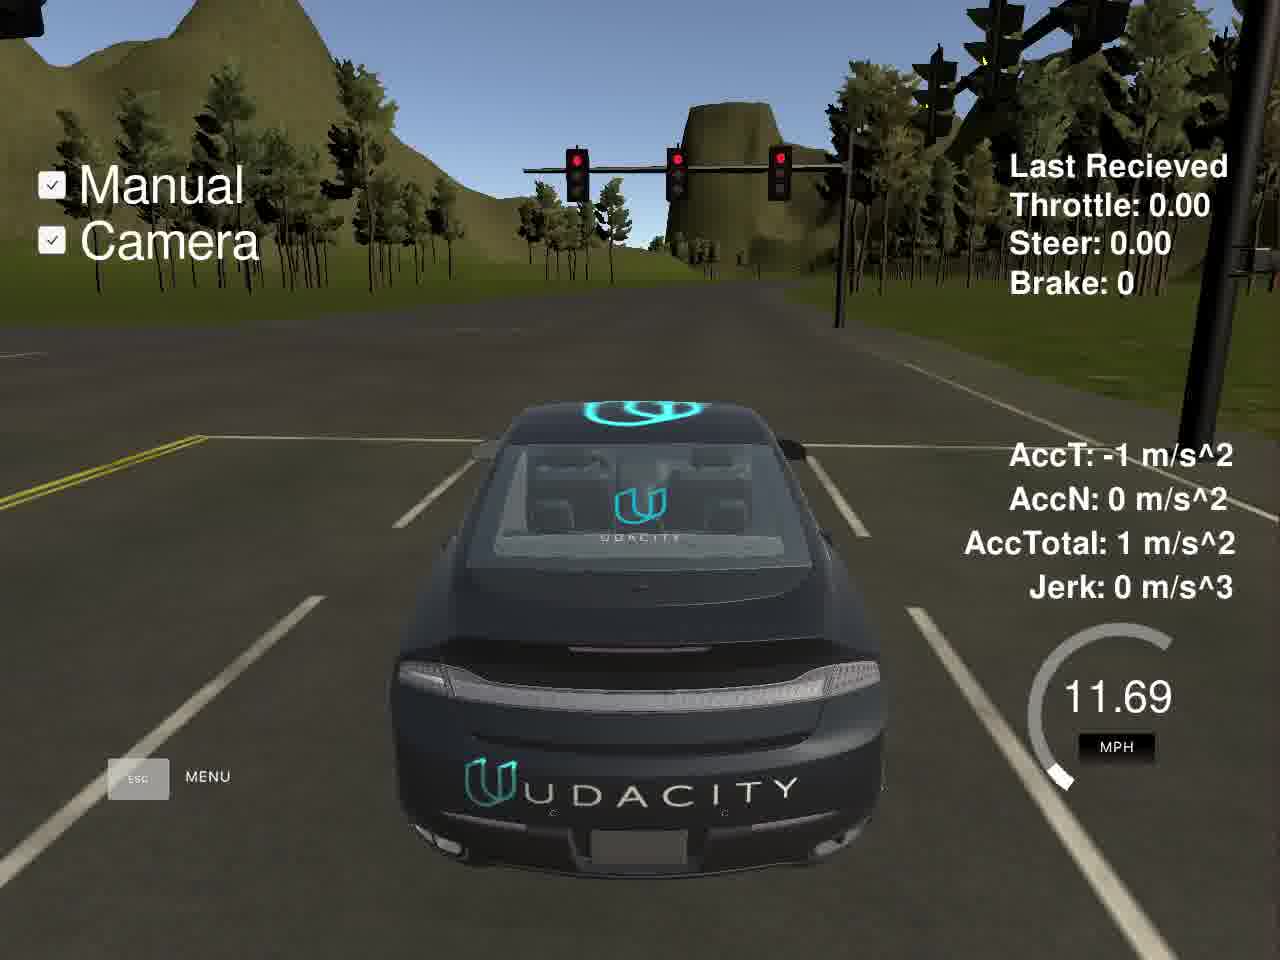 Manual
Camera
Last Recieved
Throttle: 0.00
Steer: 0.00
Brake: 0
AccT: -1 m/s^2
AccN: 0 m/s^2
AccTotal: 1 m/s^2
Jerk: 0 m/s^3
UDACITY
11.69
MPH
ESC MENU
UDACITY